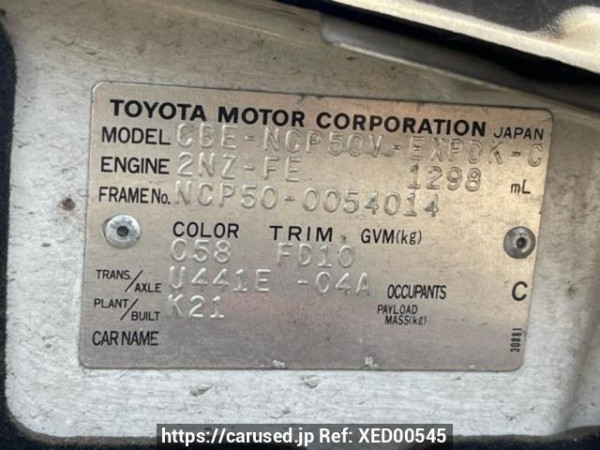 TOYOTA MOTOR CORPORATION JAPAN
MODEL CBE-NCP50V-EXPDK-C
ENGINE 2NZ-FE 1298 mL
FRAME No. NCP50-0054014
COLOR TRIM GVM(kg)
058 FD10
TRANS./AXLE U441E -04A OCCUPANTS C
PLANT/BUILT K21 PAYLOAD MASS(kg)
CAR NAME
30881
https://carused.jp Ref: XED00545